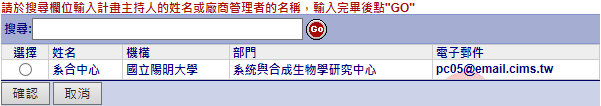 請於搜尋欄位輸入計畫主持人的姓名或廠商管理者的名稱，輸入完畢後點"GO"
搜尋: Go
選擇 姓名 機構 部門 電子郵件
系合中心 國立陽明大學 系統與合成生物學研究中心 pc05@email.cims.tw
確認 取消